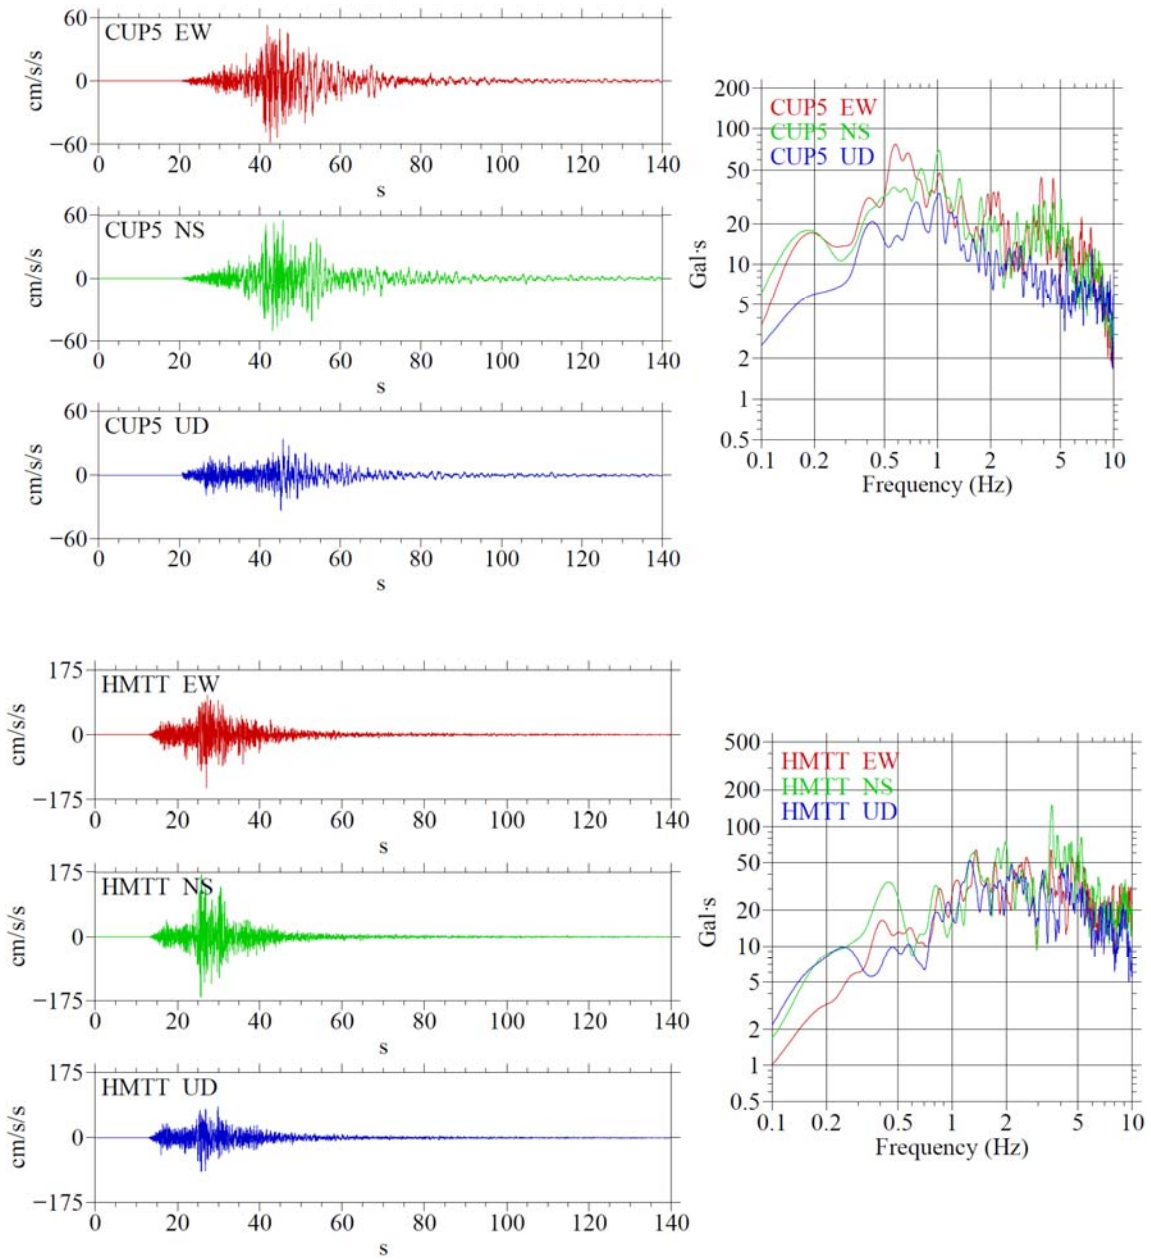 60
CUP5 EW
cm/s/s
0
−60
0 20 40 60 80 100 120 140
s
60
CUP5 NS
cm/s/s
0
−60
0 20 40 60 80 100 120 140
s
60
CUP5 UD
cm/s/s
0
−60
0 20 40 60 80 100 120 140
s
200
CUP5 EW
100
CUP5 NS
CUP5 UD
50
20
Gal·s
10
5
2
1
0.5
0.1 0.2 0.5 1 2 5 10
Frequency (Hz)
175
HMTT EW
cm/s/s
0
−175
0 20 40 60 80 100 120 140
s
175
HMTT NS
cm/s/s
0
−175
0 20 40 60 80 100 120 140
s
175
HMTT UD
cm/s/s
0
−175
0 20 40 60 80 100 120 140
s
500
HMTT EW
200
HMTT NS
HMTT UD
100
50
20
Gal·s
10
5
2
1
0.5
0.1 0.2 0.5 1 2 5 10
Frequency (Hz)